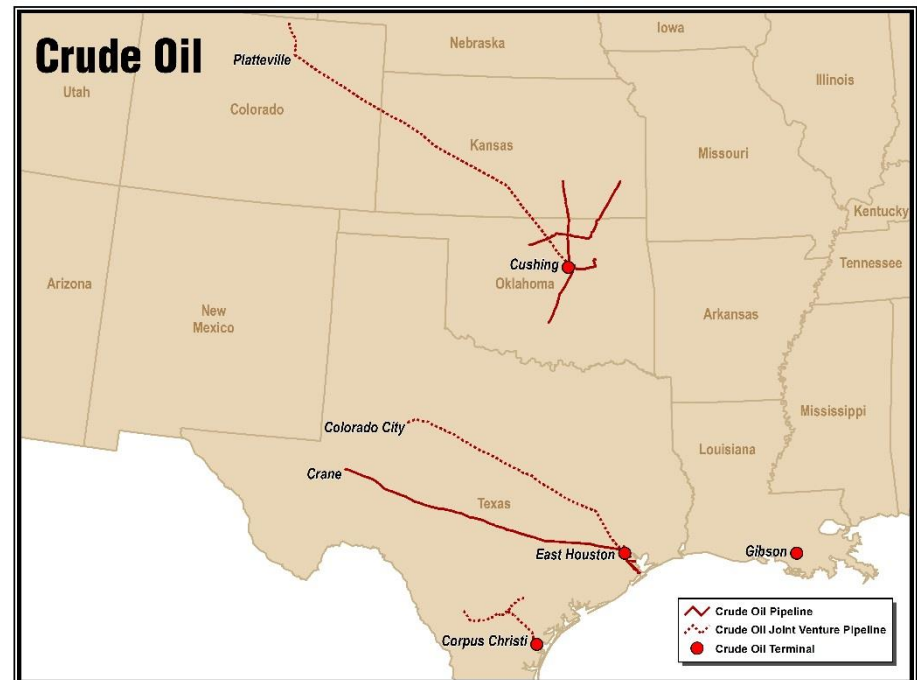 Crude Oil
Nebraska
Iowa
Platteville
Illinois
Utah
Colorado
Kansas
Missouri
Kentucky
Cushing
Tennessee
Oklahoma
Arizona
New
Mexico
Arkansas
Mississippi
Colorado City
Louisiana
Crane
Texas
East Houston
Gibson
Crude Oil Pipeline
Crude Oil Joint Venture Pipeline
Corpus Christi
Crude Oil Terminal